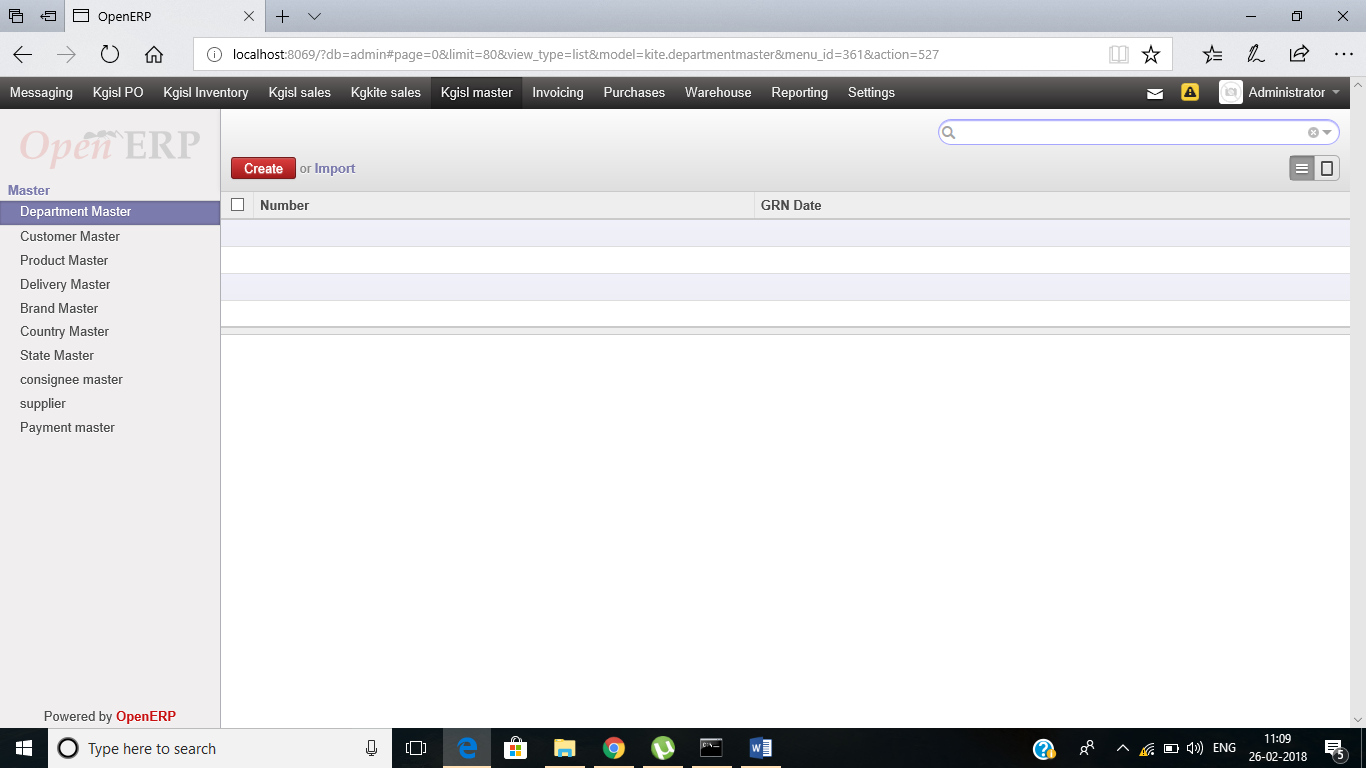 OpenERP
localhost:8069/?db=admin#page=0&limit=80&view_type=list&model=kite.departmentmaster&menu_id=361&action=527
Messaging Kgisl PO Kgisl Inventory Kgisl sales Kgkite sales Kgisl master Invoicing Purchases Warehouse Reporting Settings Administrator
Open ERP
Create or Import
Master
Number GRN Date
Department Master
Customer Master
Product Master
Delivery Master
Brand Master
Country Master
State Master
consignee master
supplier
Payment master
Powered by OpenERP
Type here to search
ENG
11:09
26-02-2018
5